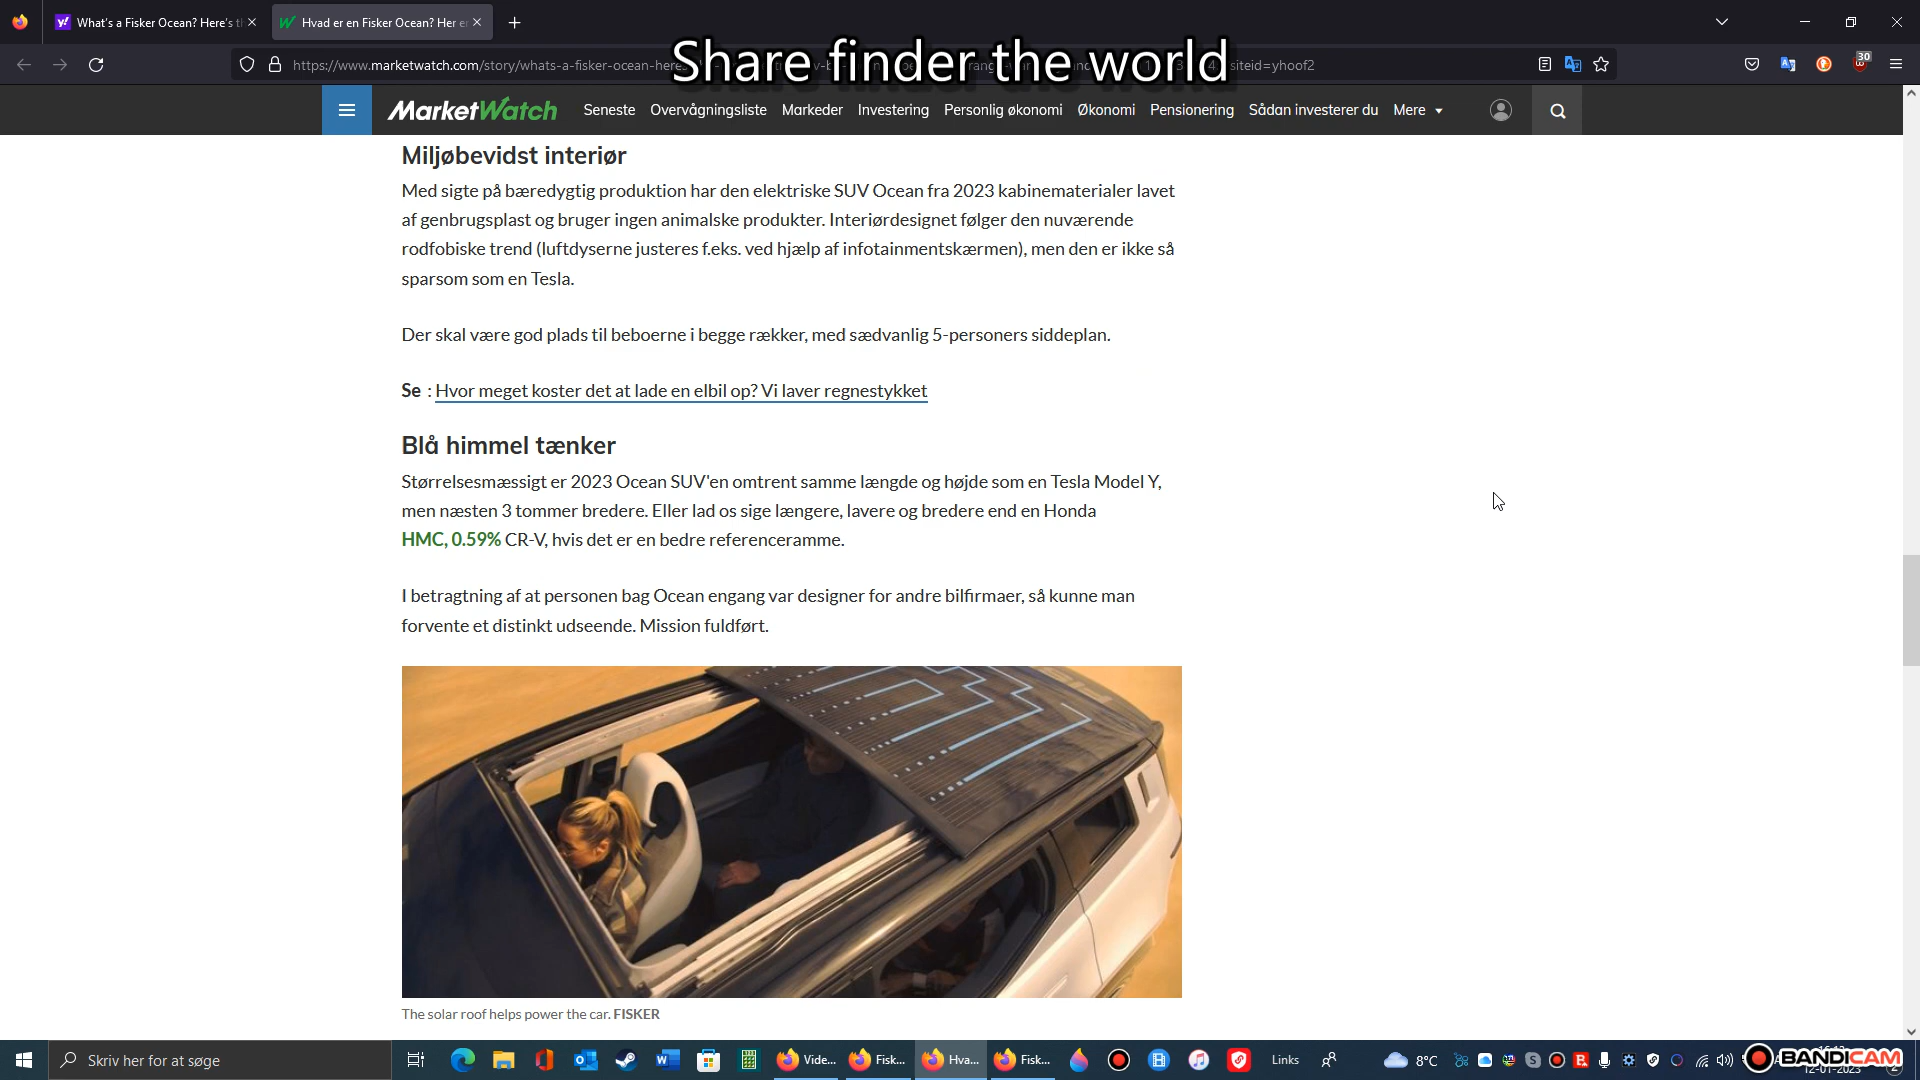 What's a Fisker Ocean? Here's
Hvad er en Fisker Ocean? Her
Share finder the world
https://www.marketwatch.com/story/whats-a-fisker-ocean-here
siteid=yhoof2
30
MarketWatch
Seneste Overvågningsliste Markeder Investering Personlig økonomi Økonomi Pensionering Sådan investerer du Mere
Miljøbevidst interiør
Med sigte på bæredygtig produktion har den elektriske SUV Ocean fra 2023 kabinematerialer lavet
af genbrugsplast og bruger ingen animalske produkter. Interiørdesignet følger den nuværende
rodfobiske trend (luftdyserne justeres f.eks. ved hjælp af infotainmentskærmen), men den er ikke så
sparsom som en Tesla.
Der skal være god plads til beboerne i begge rækker, med sædvanlig 5-personers siddeplan.
Se : Hvor meget koster det at lade en elbil op? Vi laver regnestykket
Blå himmel tænker
Størrelsesmæssigt er 2023 Ocean SUV'en omtrent samme længde og højde som en Tesla Model Y,
men næsten 3 tommer bredere. Eller lad os sige længere, lavere og bredere end en Honda
HMC, 0.59% CR-V, hvis det er en bedre referenceramme.
I betragtning af at personen bag Ocean engang var designer for andre bilfirmaer, så kunne man
forvente et distinkt udseende. Mission fuldført.
The solar roof helps power the car. FISKER
Skriv her for at søge
Vide...
Fisk...
Hva...
Fisk...
Links
8°C
BANDICAM
12-01-2023